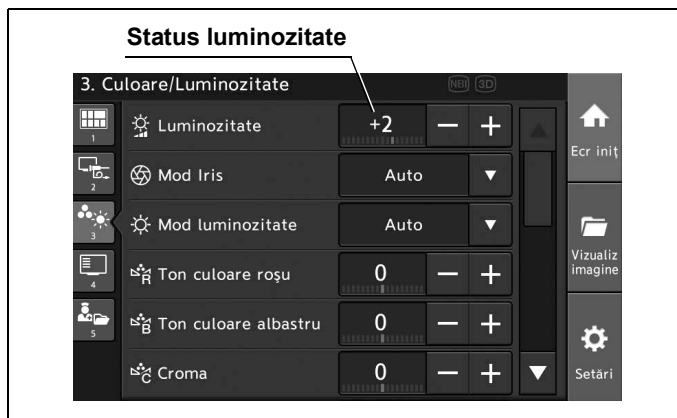 Status luminozitate
3. Culoare/Luminozitate
NBI 3D
1
Luminozitate
+2
Ecr iniț
2
Mod Iris
Auto
3
Mod luminozitate
Auto
Vizualiz
imagine
4
R Ton culoare roșu
0
5
B Ton culoare albastru
0
C Croma
0
Setări